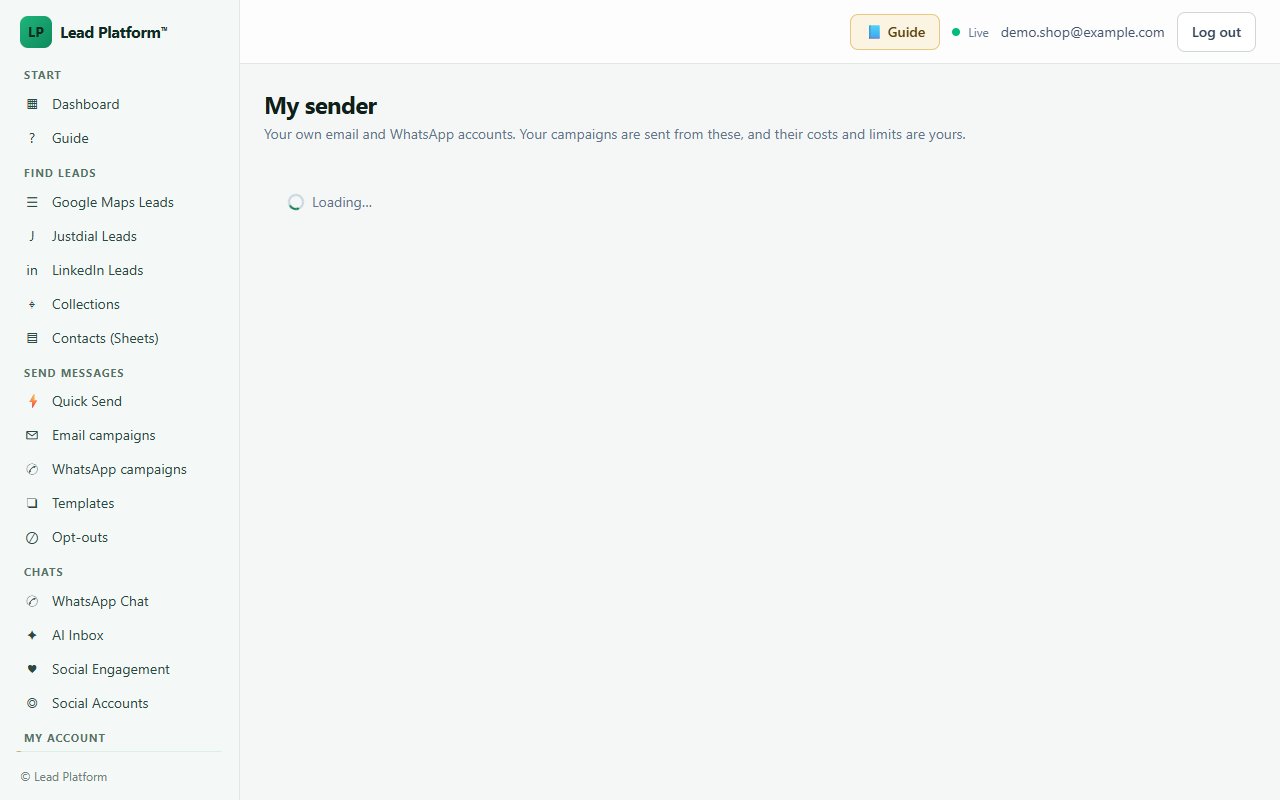 LP Lead Platform™
START
Dashboard
? Guide
FIND LEADS
Google Maps Leads
J Justdial Leads
in LinkedIn Leads
Collections
Contacts (Sheets)
SEND MESSAGES
Quick Send
Email campaigns
WhatsApp campaigns
Templates
Opt-outs
CHATS
WhatsApp Chat
AI Inbox
Social Engagement
Social Accounts
MY ACCOUNT
© Lead Platform
Guide
Live
demo.shop@example.com
Log out
My sender
Your own email and WhatsApp accounts. Your campaigns are sent from these, and their costs and limits are yours.
Loading...